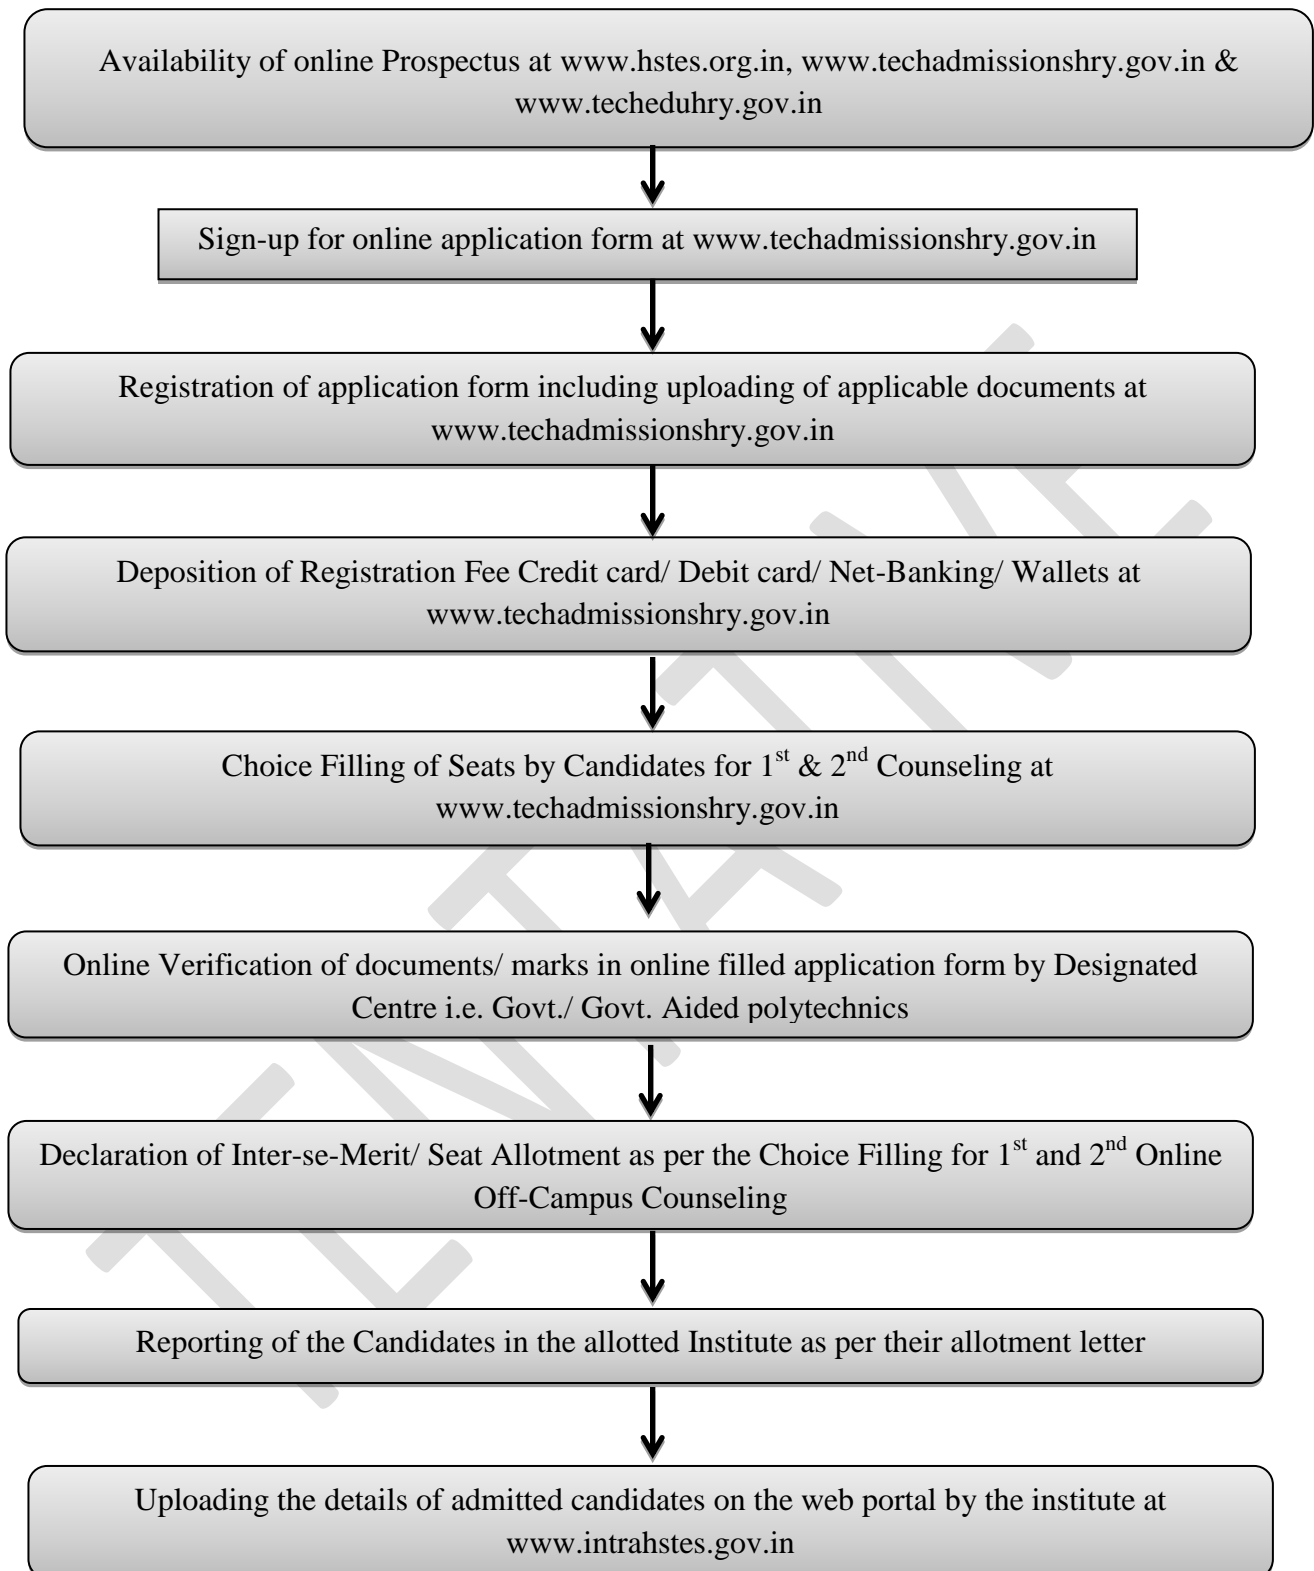 Availability of online Prospectus at www.hstes.org.in, www.techadmissionshry.gov.in &
www.techeduhry.gov.in
Sign-up for online application form at www.techadmissionshry.gov.in
Registration of application form including uploading of applicable documents at
www.techadmissionshry.gov.in
Deposition of Registration Fee Credit card/ Debit card/ Net-Banking/ Wallets at
www.techadmissionshry.gov.in
Choice Filling of Seats by Candidates for 1st & 2nd Counseling at
www.techadmissionshry.gov.in
Online Verification of documents/ marks in online filled application form by Designated
Centre i.e. Govt./ Govt. Aided polytechnics
Declaration of Inter-se-Merit/ Seat Allotment as per the Choice Filling for 1st and 2nd Online
Off-Campus Counseling
Reporting of the Candidates in the allotted Institute as per their allotment letter
Uploading the details of admitted candidates on the web portal by the institute at
www.intrahstes.gov.in
TENTATIVE